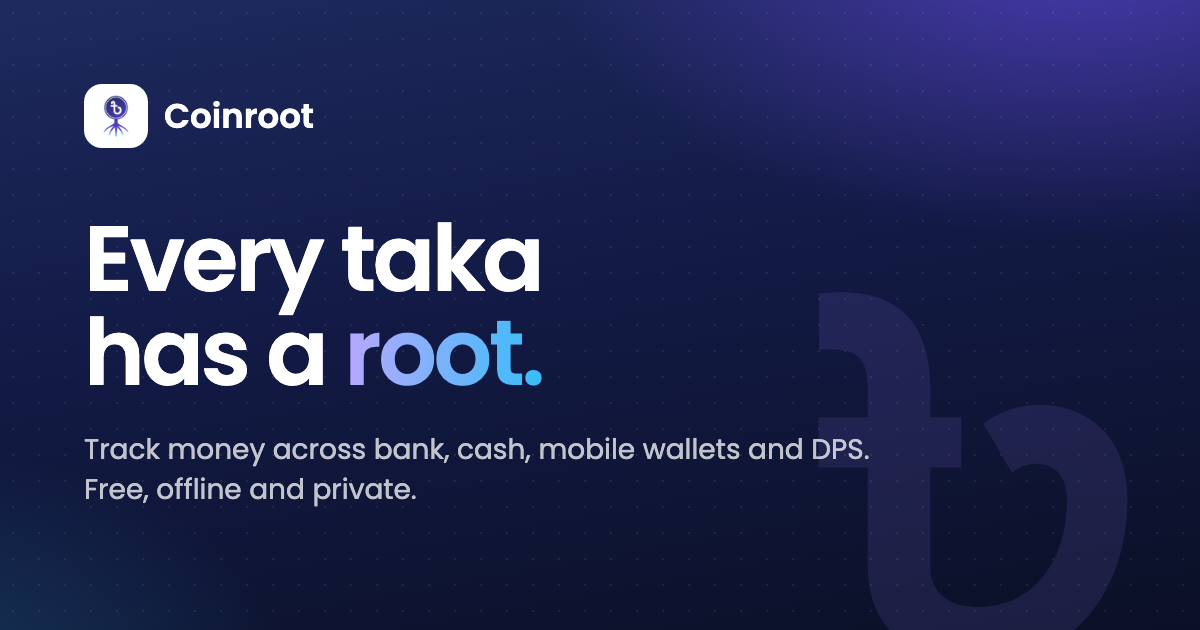 Coinroot
Every taka
has a root.
Track money across bank, cash, mobile wallets and DPS.
Free, offline and private.
৳